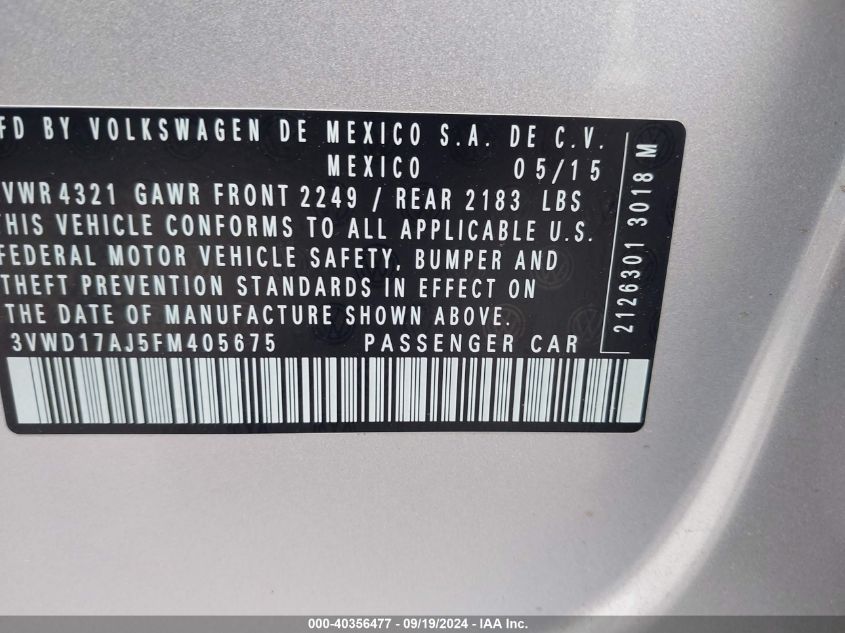 FD BY VOLKSWAGEN DE MEXICO S.A. DE C.V.
MEXICO 05/15
VWR 4321 GAWR FRONT 2249 / REAR 2183 LBS
THIS VEHICLE CONFORMS TO ALL APPLICABLE U.S.
FEDERAL MOTOR VEHICLE SAFETY, BUMPER AND
THEFT PREVENTION STANDARDS IN EFFECT ON
THE DATE OF MANUFACTURE SHOWN ABOVE.
3VWD17AJ5FM405675 PASSENGER CAR
2126301 3018 M
000-40356477 - 09/19/2024 - IAA Inc.